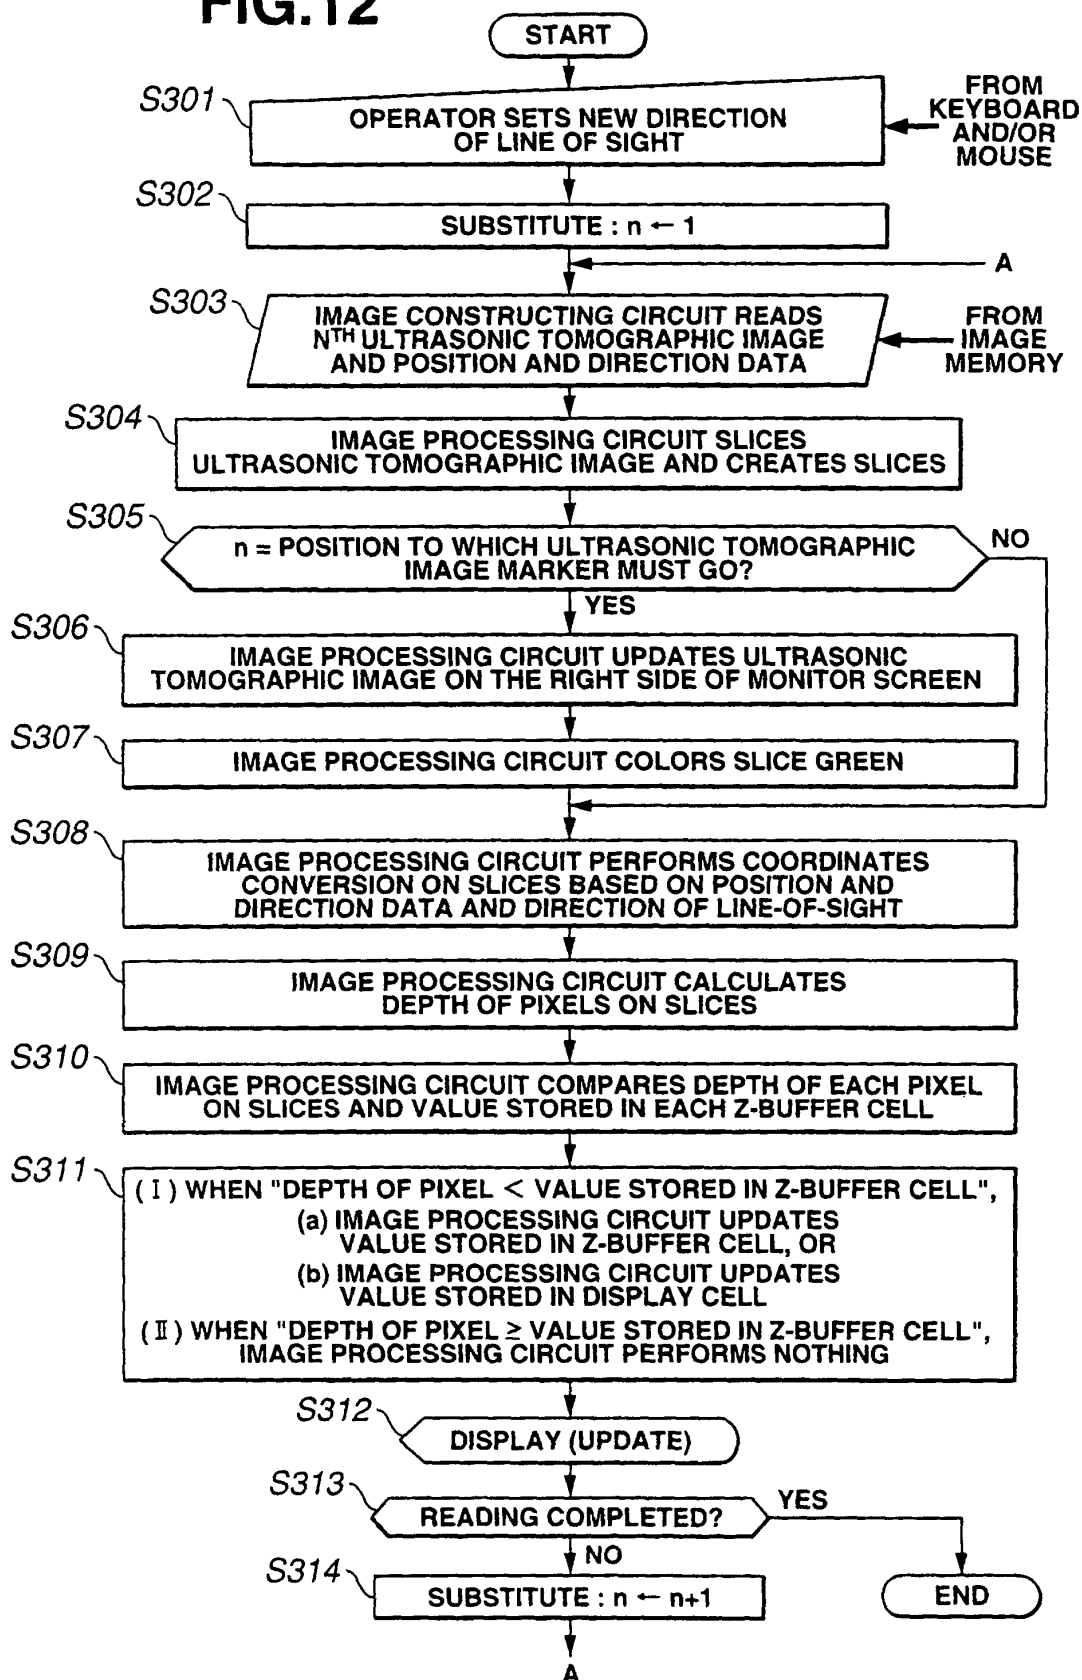 FIG.12
START
S301
OPERATOR SETS NEW DIRECTION
OF LINE OF SIGHT
FROM
KEYBOARD
AND/OR
MOUSE
S302
SUBSTITUTE : n ← 1
A
S303
IMAGE CONSTRUCTING CIRCUIT READS
NTH ULTRASONIC TOMOGRAPHIC IMAGE
AND POSITION AND DIRECTION DATA
FROM
IMAGE
MEMORY
S304
IMAGE PROCESSING CIRCUIT SLICES
ULTRASONIC TOMOGRAPHIC IMAGE AND CREATES SLICES
S305
n = POSITION TO WHICH ULTRASONIC TOMOGRAPHIC
IMAGE MARKER MUST GO?
NO
YES
S306
IMAGE PROCESSING CIRCUIT UPDATES ULTRASONIC
TOMOGRAPHIC IMAGE ON THE RIGHT SIDE OF MONITOR SCREEN
S307
IMAGE PROCESSING CIRCUIT COLORS SLICE GREEN
S308
IMAGE PROCESSING CIRCUIT PERFORMS COORDINATES
CONVERSION ON SLICES BASED ON POSITION AND
DIRECTION DATA AND DIRECTION OF LINE-OF-SIGHT
S309
IMAGE PROCESSING CIRCUIT CALCULATES
DEPTH OF PIXELS ON SLICES
S310
IMAGE PROCESSING CIRCUIT COMPARES DEPTH OF EACH PIXEL
ON SLICES AND VALUE STORED IN EACH Z-BUFFER CELL
S311
(Ⅰ) WHEN "DEPTH OF PIXEL < VALUE STORED IN Z-BUFFER CELL",
(a) IMAGE PROCESSING CIRCUIT UPDATES
VALUE STORED IN Z-BUFFER CELL, OR
(b) IMAGE PROCESSING CIRCUIT UPDATES
VALUE STORED IN DISPLAY CELL
(Ⅱ) WHEN "DEPTH OF PIXEL ≥ VALUE STORED IN Z-BUFFER CELL",
IMAGE PROCESSING CIRCUIT PERFORMS NOTHING
S312
DISPLAY (UPDATE)
S313
READING COMPLETED?
YES
NO
S314
SUBSTITUTE : n ← n+1
END
A